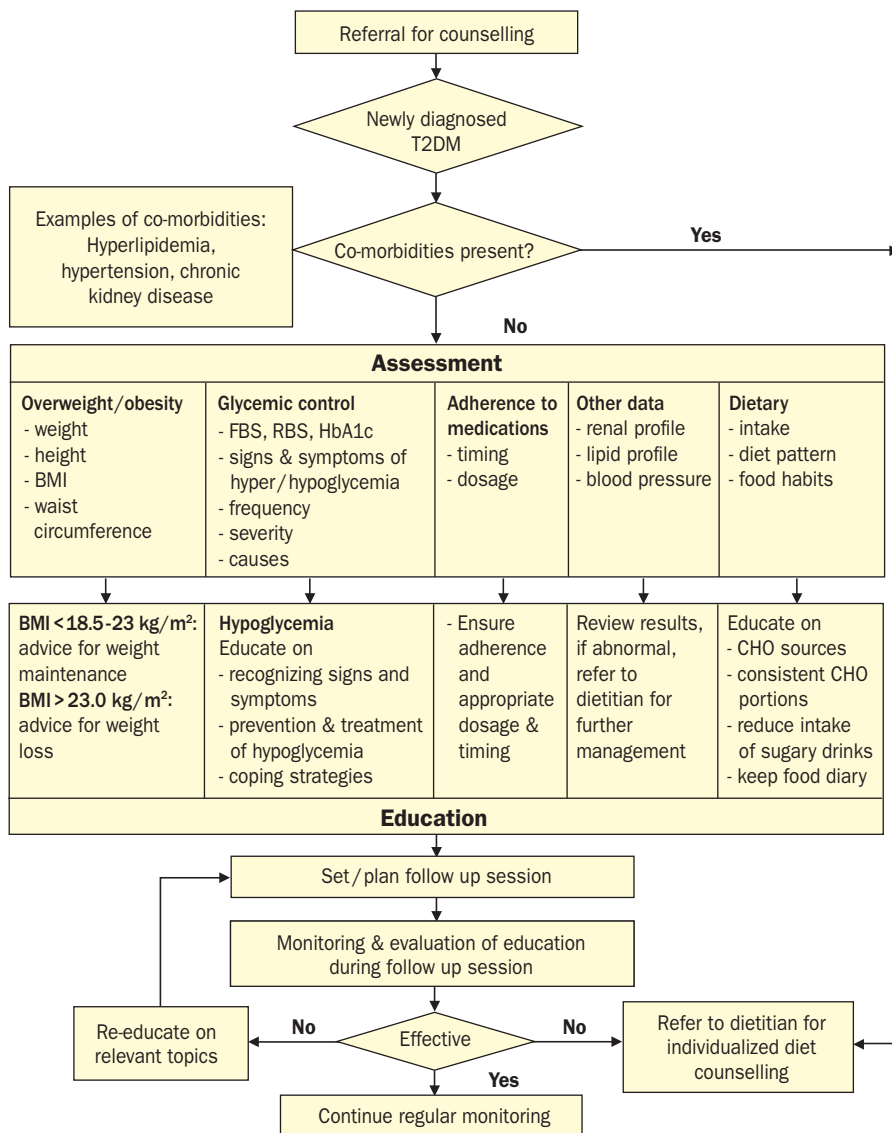 Referral for counselling
Newly diagnosed
T2DM
Examples of co-morbidities:
Hyperlipidemia,
hypertension, chronic
kidney disease
Co-morbidities present?
Yes
No
Assessment
Overweight/obesity
- weight
- height
- BMI
- waist
circumference
Glycemic control
- FBS, RBS, HbA1c
- signs & symptoms of
hyper/hypoglycemia
- frequency
- severity
- causes
Adherence to
medications
- timing
- dosage
Other data
- renal profile
- lipid profile
- blood pressure
Dietary
- intake
- diet pattern
- food habits
BMI < 18.5-23 kg/m²:
advice for weight
maintenance
BMI > 23.0 kg/m²:
advice for weight
loss
Hypoglycemia
Educate on
- recognizing signs and
symptoms
- prevention & treatment
of hypoglycemia
- coping strategies
- Ensure
adherence
and
appropriate
dosage &
timing
Review results,
if abnormal,
refer to
dietitian for
further
management
Educate on
- CHO sources
- consistent CHO
portions
- reduce intake
of sugary drinks
- keep food diary
Education
Set/plan follow up session
Monitoring & evaluation of education
during follow up session
Re-educate on
relevant topics
No
Effective
No
Refer to dietitian for
individualized diet
counselling
Yes
Continue regular monitoring